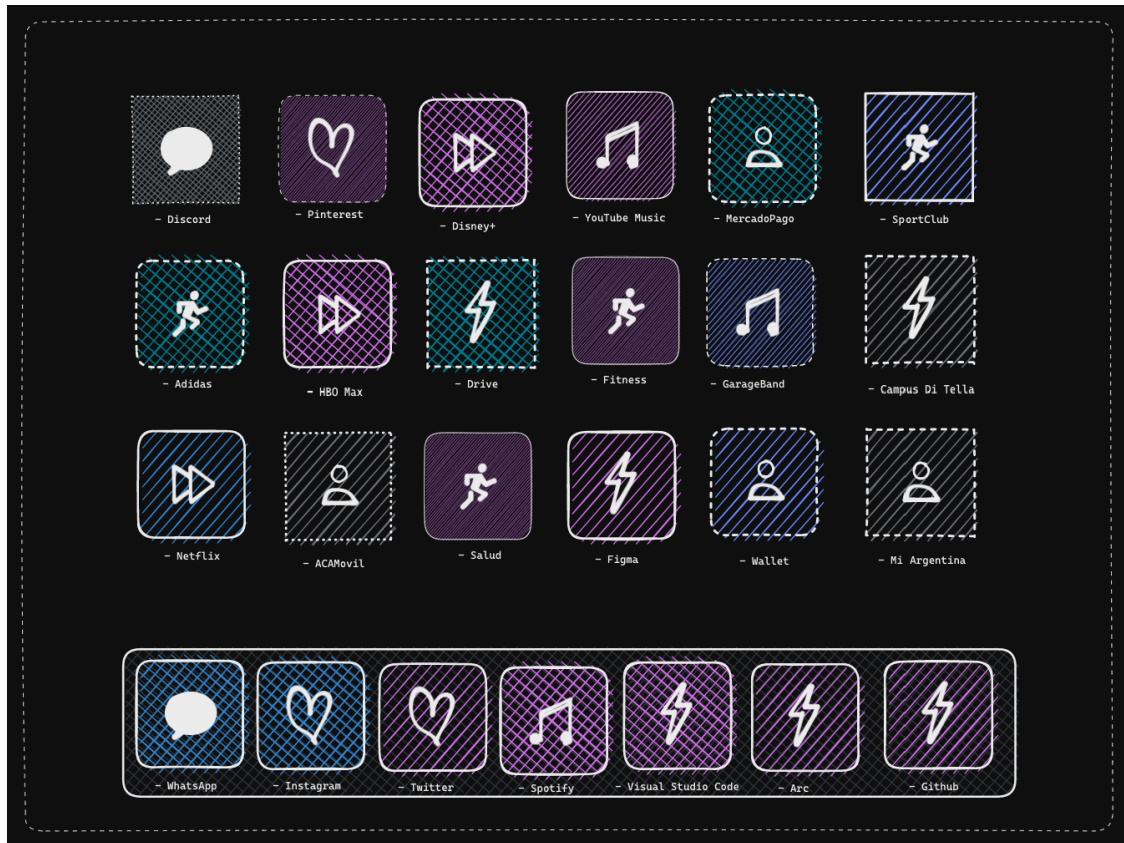 - Discord
- Pinterest
- Disney+
- YouTube Music
- MercadoPago
- SportClub
- Adidas
- HBO Max
- Drive
- Fitness
- GarageBand
- Campus Di Tella
- Netflix
- ACAMovil
- Salud
- Figma
- Wallet
- Mi Argentina
- WhatsApp
- Instagram
- Twitter
- Spotify
- Visual Studio Code
- Arc
- Github